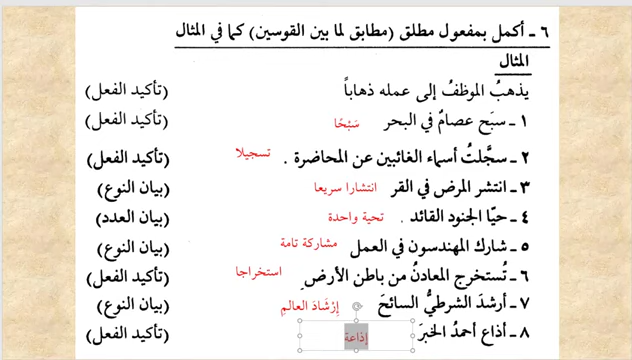 ٦ ـ أكمل بمفعول مطلق (مطابق لما بين القوسين) كما في المثال
المثال
يذهبُ الموظفُ إلى عمله ذهاباً (تأكيد الفعل)
١ ـ سبَح عصامٌ في البحر سَبْحًا (تأكيد الفعل)
٢ ـ سجَّلتُ أسماء الغائبين عن المحاضرة . تسجيلا (تأكيد الفعل)
٣ ـ انتشر المرض في القر انتشارا سريعا (بيان النوع)
٤ ـ حيّا الجنود القائد . تحية واحدة (بيان العدد)
٥ ـ شارك المهندسون في العمل مشاركة تامة (بيان النوع)
٦ ـ تُستخرج المعادنُ من باطن الأرض. استخراجا (تأكيد الفعل)
٧ ـ أرشدَ الشرطيُّ السائحَ إرْشَادَ العالمِ (بيان النوع)
٨ ـ أذاع أحمدُ الخبرَ إذاعة (تأكيد الفعل)